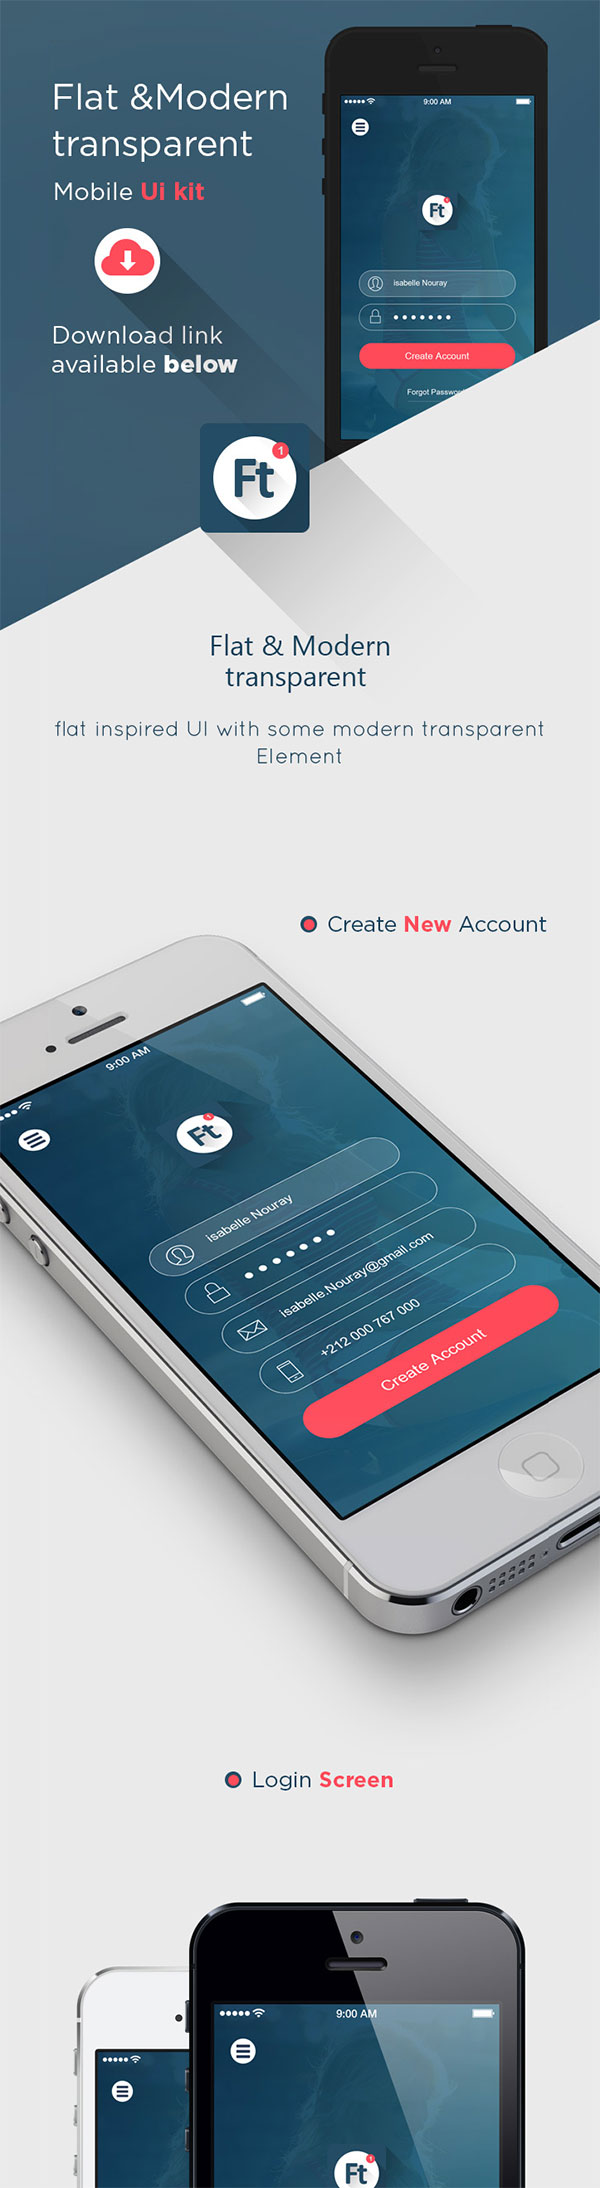 Flat &Modern
transparent
Mobile Ui kit
Download link
available below
9:00 AM
Ft
1
isabelle Nouray
Create Account
Forgot Password
Ft
1
Flat & Modern
transparent
flat inspired UI with some modern transparent
Element
Create New Account
9:00 AM
Ft
1
isabelle Nouray
isabelle.Nouray@gmail.com
+212 000 767 000
Create Account
Login Screen
9:00 AM
Ft